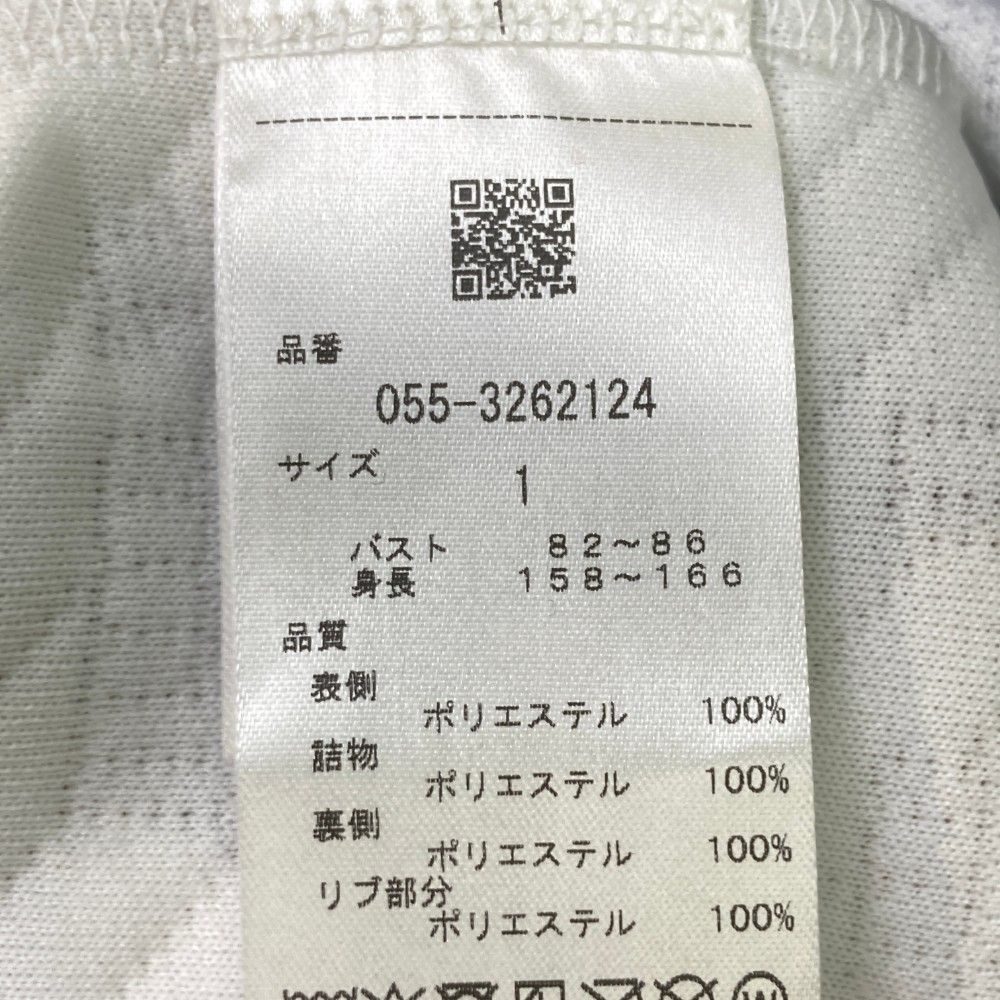 1
品番
055-3262124
サイズ
1
バスト 82～86
身長 158～166
品質
表側
ポリエステル 100%
詰物
ポリエステル 100%
裏側
ポリエステル 100%
リブ部分
ポリエステル 100%
W